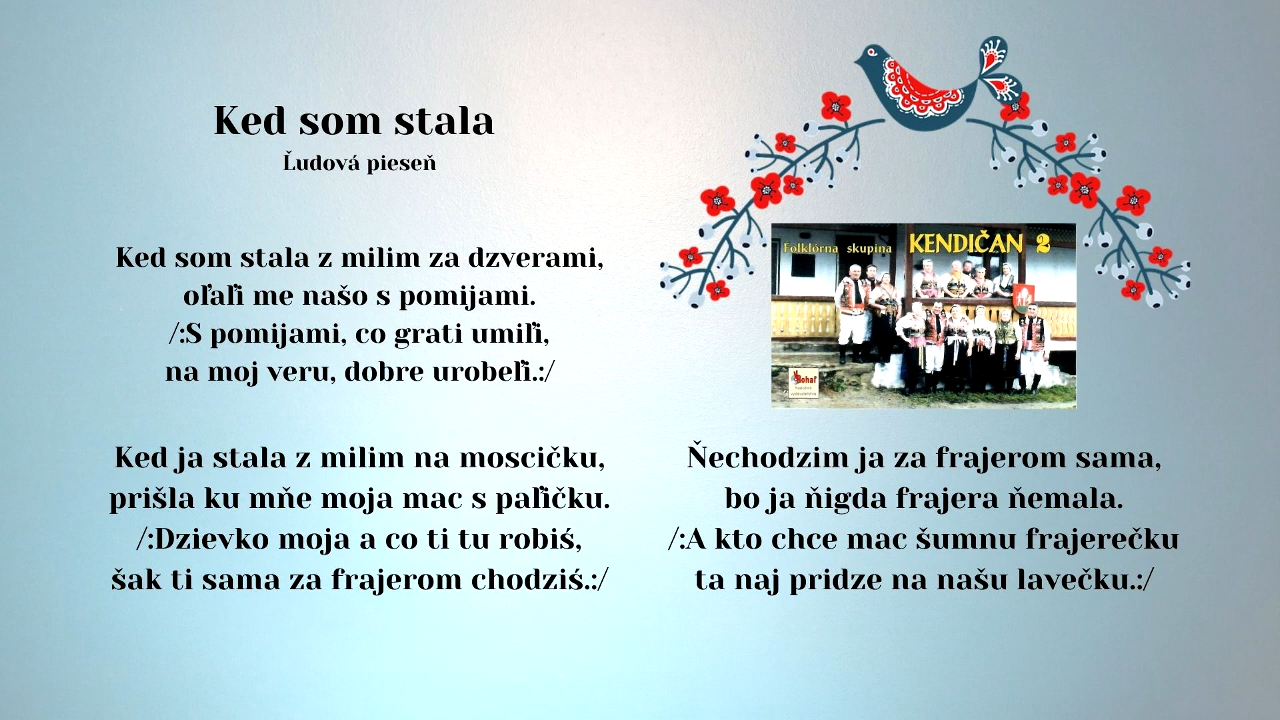 Ked som stala
Ľudová pieseň
Ked som stala z milim za dzverami,
oľaľi me našo s pomijami.
/:S pomijami, co grati umiľi,
na moj veru, dobre urobeľi.:/
Ked ja stala z milim na moscičku,
prišla ku mňe moja mac s paľičku.
/:Dzievko moja a co ti tu robiś,
šak ti sama za frajerom chodziś.:/
Folklórna skupina KENDIČAN 2
Ňechodzim ja za frajerom sama,
bo ja ňigda frajera ňemala.
/:A kto chce mac šumnu frajerečku
ta naj pridze na našu lavečku.:/